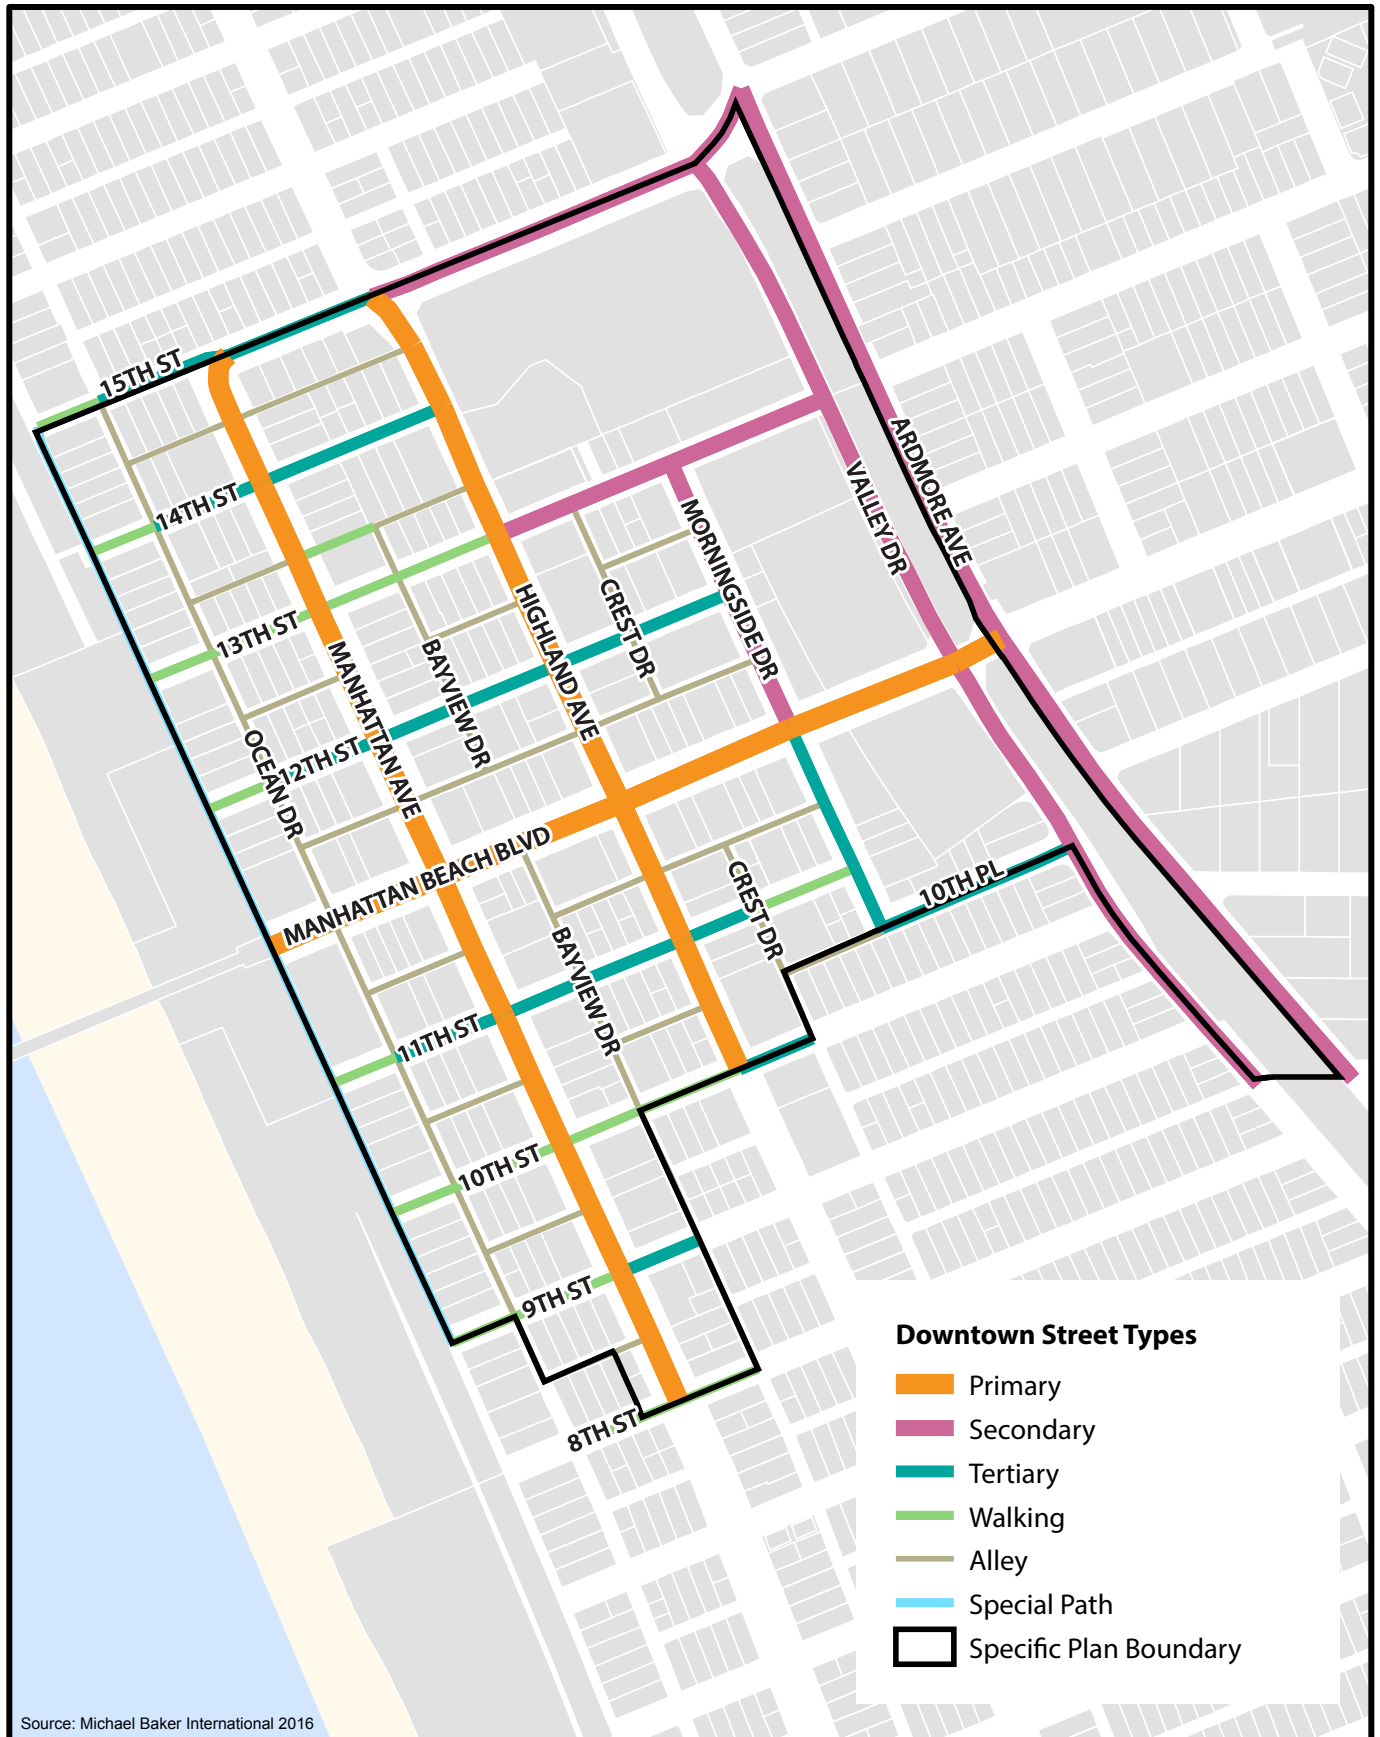 15TH ST
14TH ST
13TH ST
12TH ST
OCEAN DR
MANHATTAN AVE
BAYVIEW DR
HIGHLAND AVE
CREST DR
MORNINGSIDE DR
VALLEY DR
ARDMORE AVE
MANHATTAN BEACH BLVD
CREST DR
10TH PL
BAYVIEW DR
11TH ST
10TH ST
9TH ST
8TH ST
Downtown Street Types
Primary
Secondary
Tertiary
Walking
Alley
Special Path
Specific Plan Boundary
Source: Michael Baker International 2016